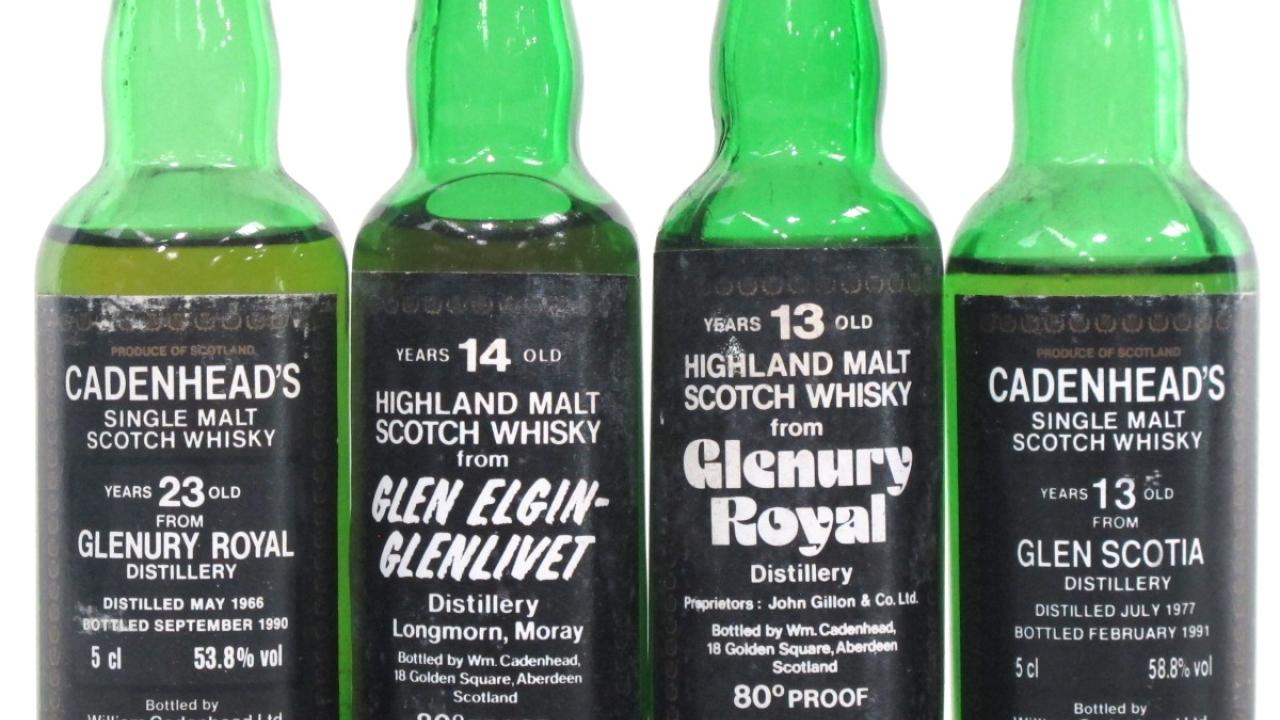 PRODUCE OF SCOTLAND
CADENHEAD'S
SINGLE MALT
SCOTCH WHISKY
YEARS 23 OLD
FROM
GLENURY ROYAL
DISTILLERY
DISTILLED MAY 1966
BOTTLED SEPTEMBER 1990
5 cl 53.8% vol
Bottled by
William Cadenhead Ltd
YEARS 14 OLD
HIGHLAND MALT
SCOTCH WHISKY
from
GLEN ELGIN-
GLENLIVET
Distillery
Longmorn, Moray
Bottled by Wm. Cadenhead,
18 Golden Square, Aberdeen
Scotland
YEARS 13 OLD
HIGHLAND MALT
SCOTCH WHISKY
from
Glenury
Royal
Distillery
Proprietors : John Gillon & Co. Ltd.
Bottled by Wm. Cadenhead,
18 Golden Square, Aberdeen
Scotland
80º PROOF
PRODUCE OF SCOTLAND
CADENHEAD'S
SINGLE MALT
SCOTCH WHISKY
YEARS 13 OLD
FROM
GLEN SCOTIA
DISTILLERY
DISTILLED JULY 1977
BOTTLED FEBRUARY 1991
5 cl 58.8% vol
Bottled by